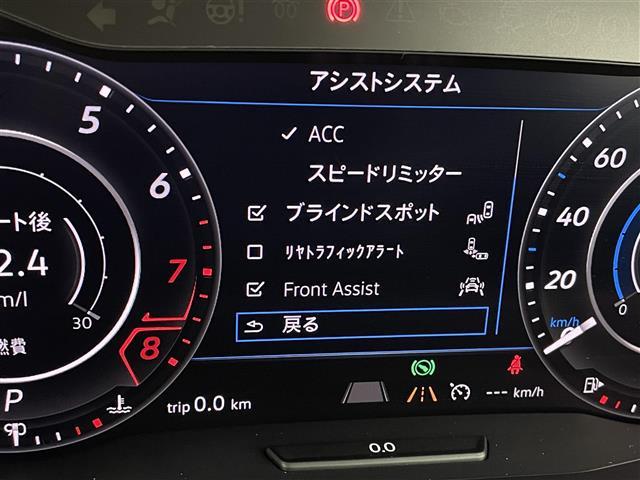 P
アシストシステム
ACC
スピードリミッター
ブラインドスポット
リヤトラフィックアラート
Front Assist
戻る
5
6
7
8
ート後
2.4
m/l
30
燃費
P
90
trip 0.0 km
--- km/h
0.0
60
40
20
0
km/h
0